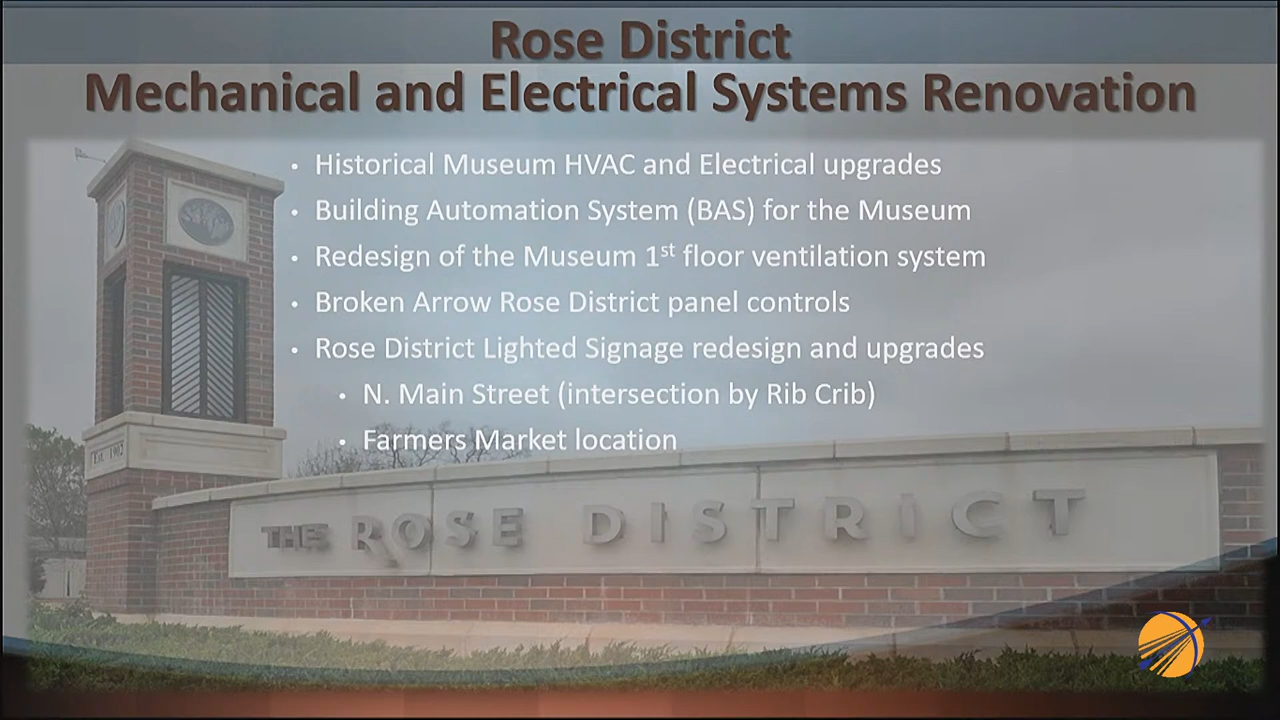 Rose District
Mechanical and Electrical Systems Renovation
• Historical Museum HVAC and Electrical upgrades
• Building Automation System (BAS) for the Museum
• Redesign of the Museum 1st floor ventilation system
• Broken Arrow Rose District panel controls
• Rose District Lighted Signage redesign and upgrades
• N. Main Street (intersection by Rib Crib)
• Farmers Market location
Est. 1902
THE ROSE DISTRICT